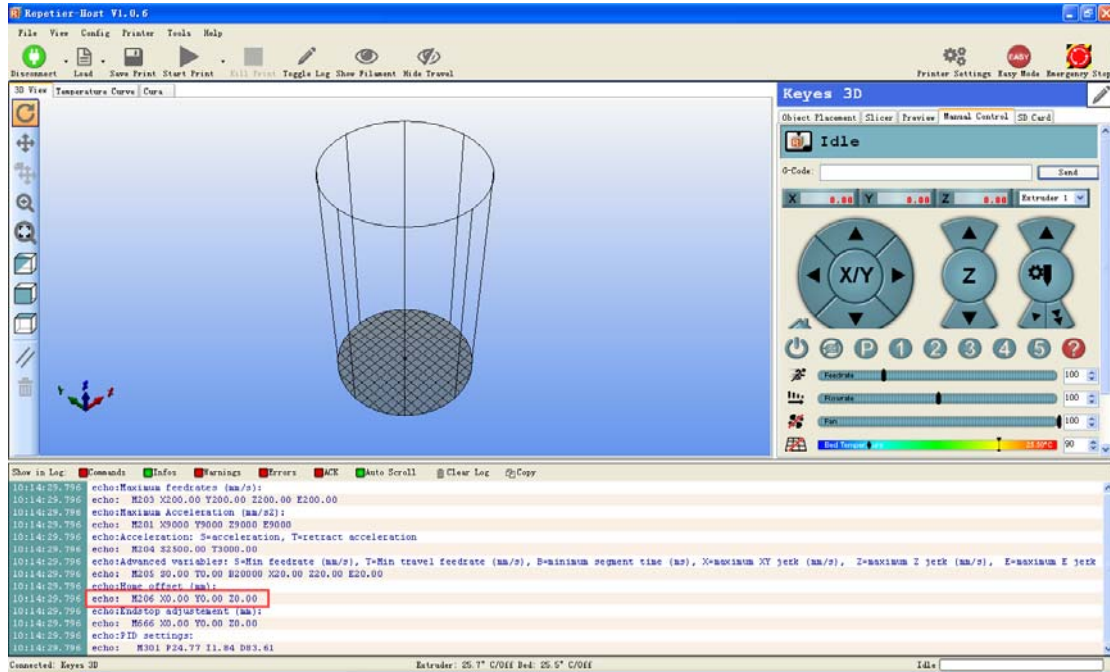 Repetier-Host V1.0.6
File View Config Printer Tools Help
Disconnect Load Save Print Start Print Kill Print Toggle Log Show Filament Hide Travel
Printer Settings Easy Mode Emergency Stop
EASY
3D View Temperature Curve Cura
Keyes 3D
Object Placement Slicer Preview Manual Control SD Card
Idle
G-Code: Send
X 0.00 Y 0.00 Z 0.00 Extruder 1
X/Y Z
P 1 2 3 4 5 ?
Feedrate 100
Flowrate 100
Fan 100
Bed Temperature 25.50°C 90
Show in Log: Commands Infos Warnings Errors ACK Auto Scroll Clear Log Copy
10:14:29.796 echo:Maximum feedrates (mm/s):
10:14:29.796 echo: M203 X200.00 Y200.00 Z200.00 E200.00
10:14:29.796 echo:Maximum Acceleration (mm/s2):
10:14:29.796 echo: M201 X9000 Y9000 Z9000 E9000
10:14:29.796 echo:Acceleration: S=acceleration, T=retract acceleration
10:14:29.796 echo: M204 S2500.00 T3000.00
10:14:29.796 echo:Advanced variables: S=Min feedrate (mm/s), T=Min travel feedrate (mm/s), B=minimum segment time (ms), X=maximum XY jerk (mm/s), Z=maximum Z jerk (mm/s), E=maximum E jerk
10:14:29.796 echo: M205 S0.00 T0.00 B20000 X20.00 Z20.00 E20.00
10:14:29.796 echo:Home offset (mm):
10:14:29.796 echo: M206 X0.00 Y0.00 Z0.00
10:14:29.796 echo:Endstop adjustement (mm):
10:14:29.796 echo: M666 X0.00 Y0.00 Z0.00
10:14:29.796 echo:PID settings:
10:14:29.796 echo: M301 P24.77 I1.84 D83.61
Connected: Keyes 3D Extruder: 25.7° C/Off Bed: 25.5° C/Off Idle